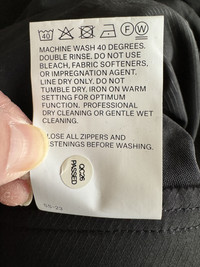 40 F W
MACHINE WASH 40 DEGREES.
DOUBLE RINSE. DO NOT USE
BLEACH, FABRIC SOFTENERS,
OR IMPREGNATION AGENT.
LINE DRY ONLY. DO NOT
TUMBLE DRY. IRON ON WARM
SETTING FOR OPTIMUM
FUNCTION. PROFESSIONAL
DRY CLEANING OR GENTLE WET
CLEANING.
LOSE ALL ZIPPERS AND
STENINGS BEFORE WASHING.
QC06
PASSED